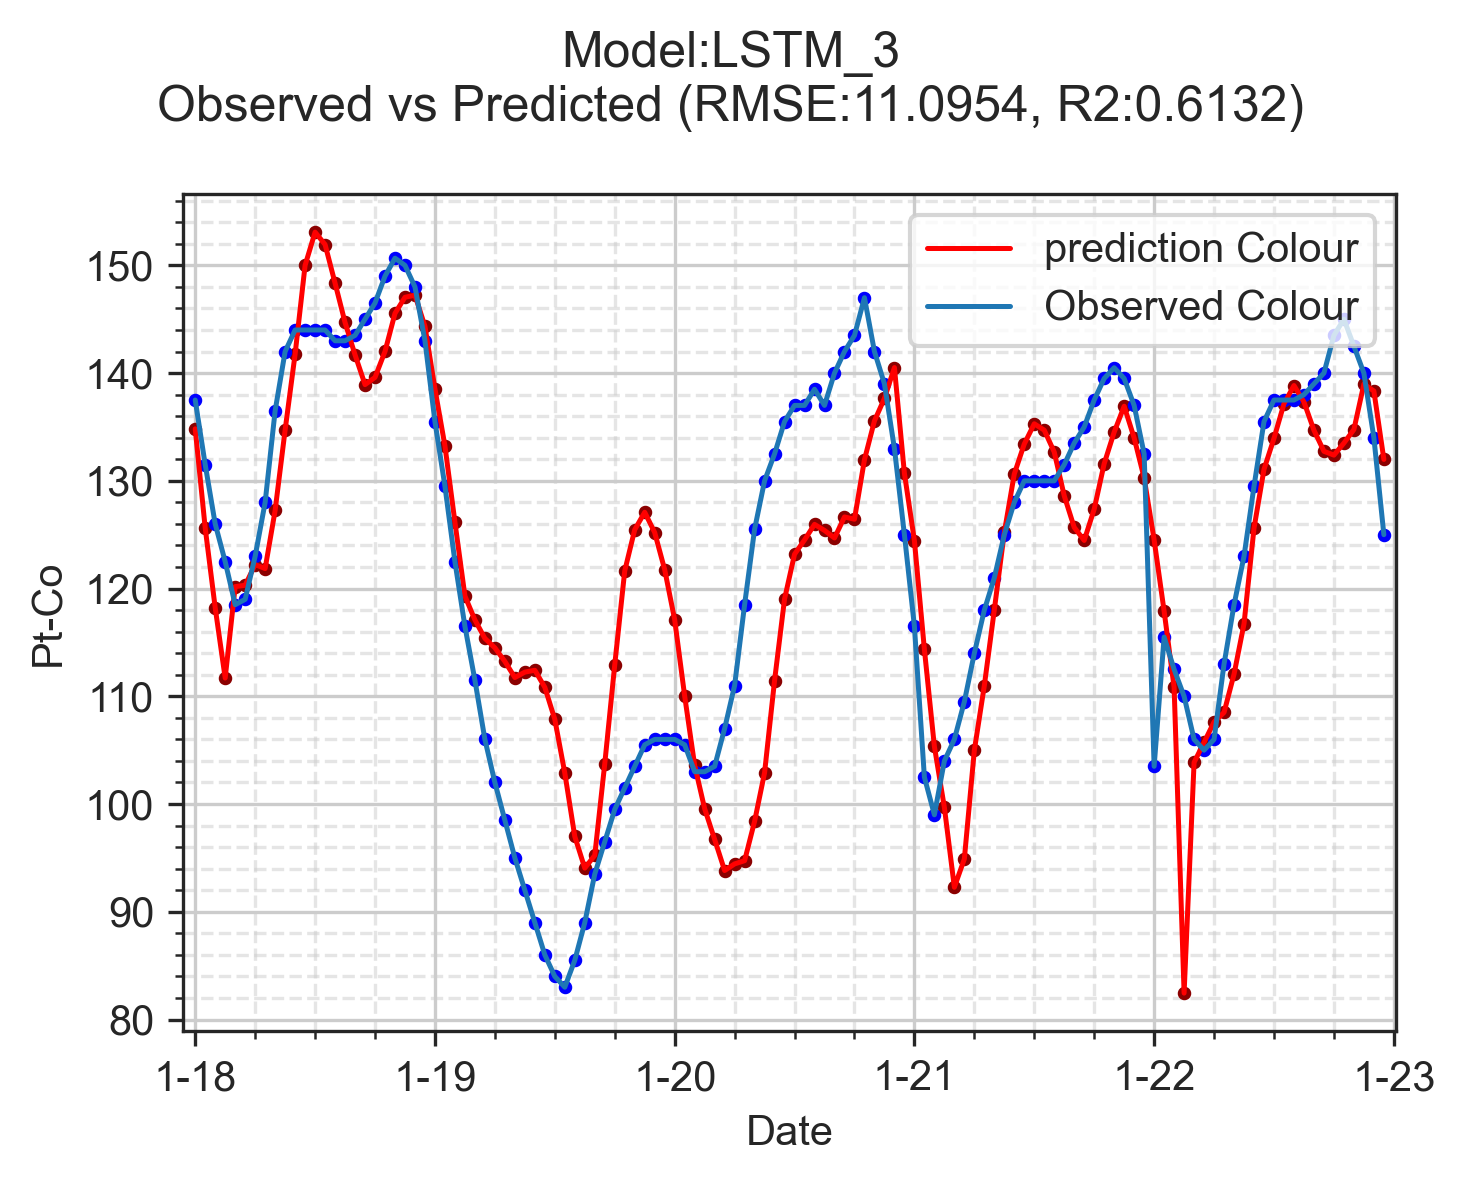 Model:LSTM_3
Observed vs Predicted (RMSE:11.0954, R2:0.6132)
prediction Colour
Observed Colour
150
140
130
120
110
100
90
80
Pt-Co
1-18 1-19 1-20 1-21 1-22 1-23
Date